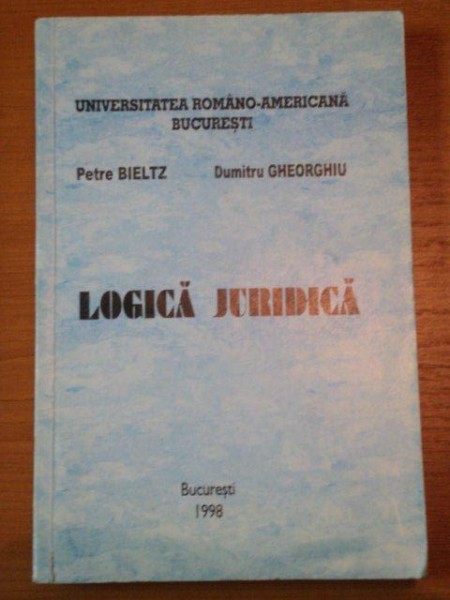 UNIVERSITATEA ROMÂNO-AMERICANĂ
BUCUREŞTI
Petre BIELTZ Dumitru GHEORGHIU
LOGICĂ JURIDICĂ
Bucureşti
1998